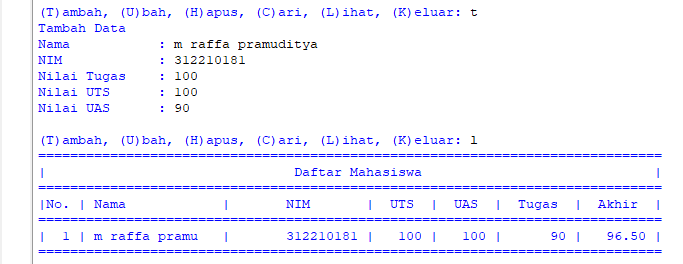 (T)ambah, (U)bah, (H)apus, (C)ari, (L)ihat, (K)eluar: t
Tambah Data
Nama : m raffa pramuditya
NIM : 312210181
Nilai Tugas : 100
Nilai UTS : 100
Nilai UAS : 90
(T)ambah, (U)bah, (H)apus, (C)ari, (L)ihat, (K)eluar: l
==============================================================================
| Daftar Mahasiswa |
==============================================================================
|No. | Nama | NIM | UTS | UAS | Tugas | Akhir |
==============================================================================
| 1 | m raffa pramu | 312210181 | 100 | 100 | 90 | 96.50 |
==============================================================================